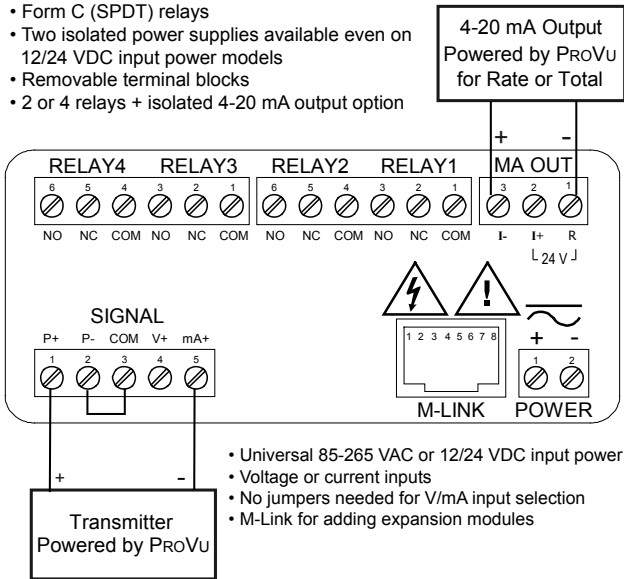 • Form C (SPDT) relays
• Two isolated power supplies available even on
12/24 VDC input power models
• Removable terminal blocks
• 2 or 4 relays + isolated 4-20 mA output option
4-20 mA Output
Powered by PROVU
for Rate or Total
+ -
RELAY4 RELAY3 RELAY2 RELAY1 MA OUT
6 5 4 3 2 1 6 5 4 3 2 1 3 2 1
NO NC COM NO NC COM NO NC COM NO NC COM I- I+ R
24 V
SIGNAL
P+ P- COM V+ mA+
1 2 3 4 5
!
1 2 3 4 5 6 7 8
M-LINK
+ -
1 2
POWER
+ -
Transmitter
Powered by PROVU
• Universal 85-265 VAC or 12/24 VDC input power
• Voltage or current inputs
• No jumpers needed for V/mA input selection
• M-Link for adding expansion modules